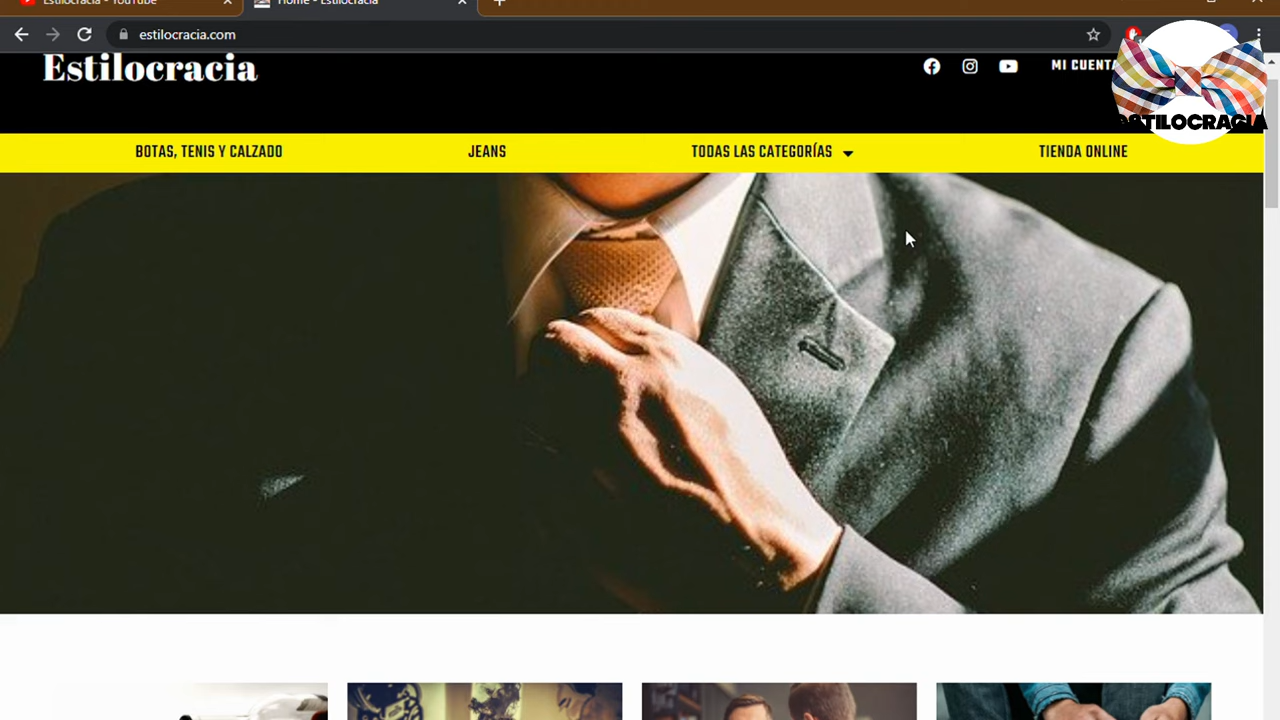 Estilocracia - YouTube
Home - Estilocracia
estilocracia.com
Estilocracia
MI CUENTA
ESTILOCRACIA
BOTAS, TENIS Y CALZADO
JEANS
TODAS LAS CATEGORÍAS
TIENDA ONLINE